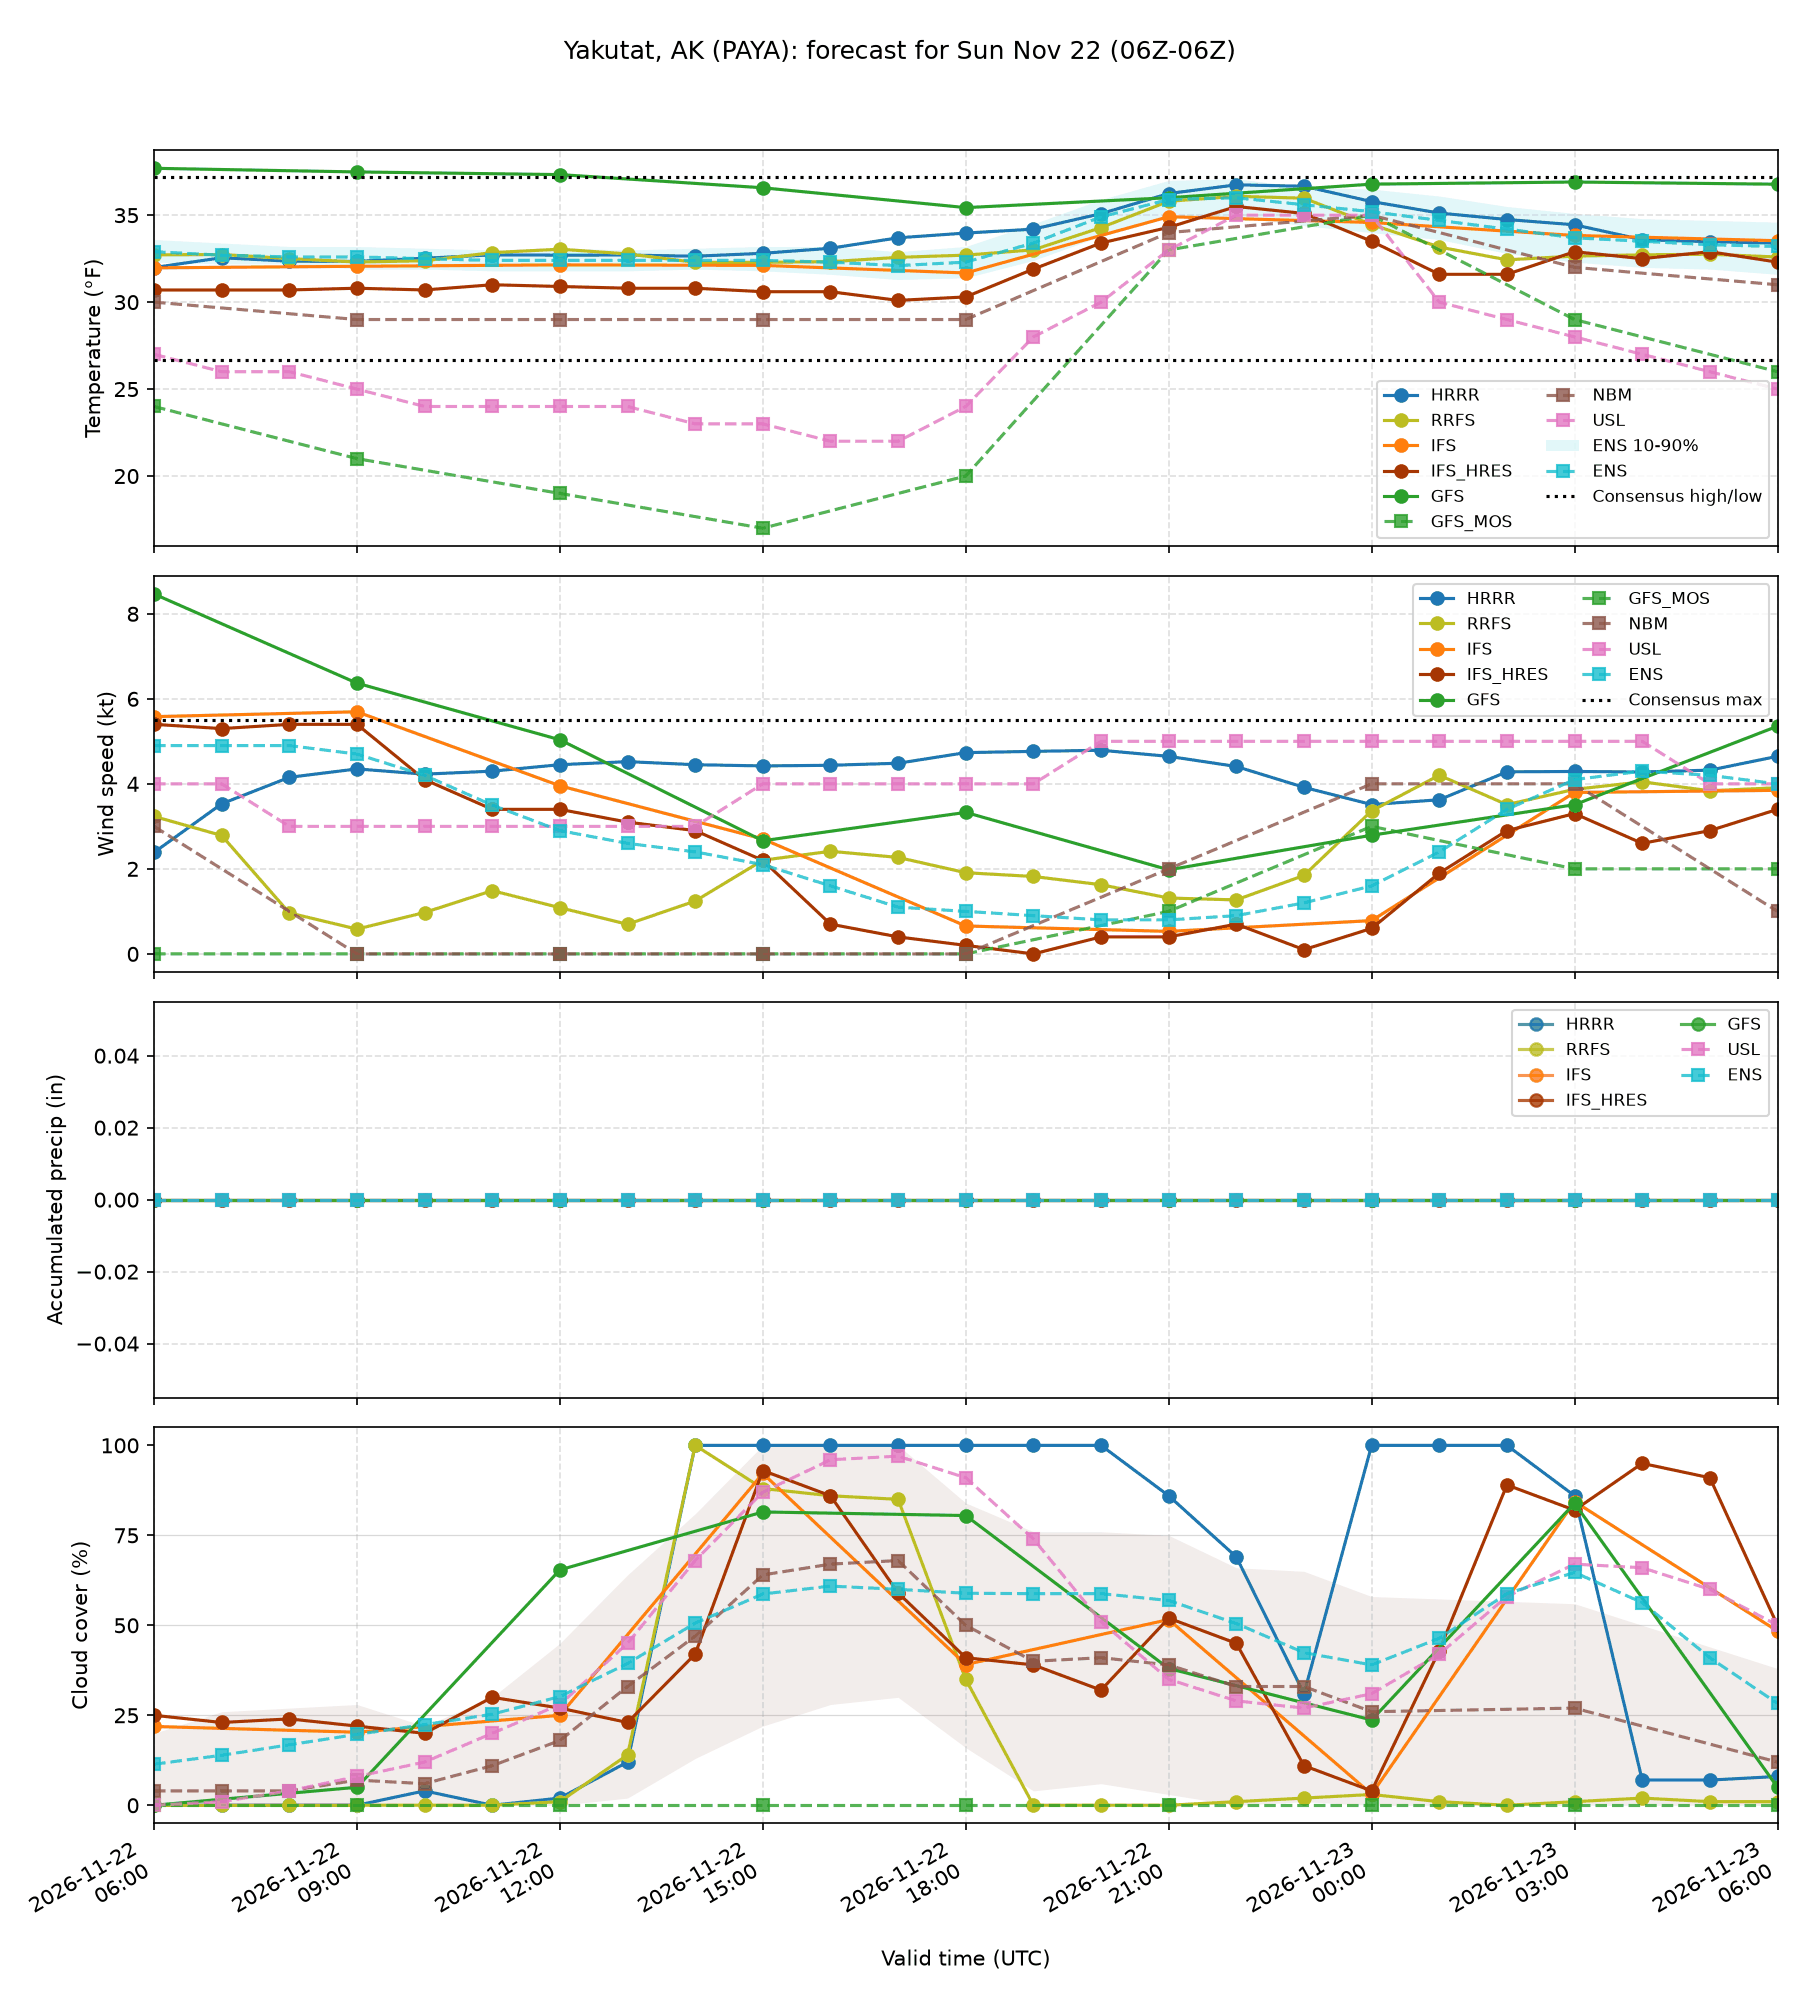 Yakutat, AK (PAYA): forecast for Sun Nov 22 (06Z-06Z)
Temperature (°F)
35
30
25
20
HRRR
RRFS
IFS
IFS_HRES
GFS
GFS_MOS
NBM
USL
ENS 10-90%
ENS
Consensus high/low
Wind speed (kt)
8
6
4
2
0
HRRR
RRFS
IFS
IFS_HRES
GFS
GFS_MOS
NBM
USL
ENS
Consensus max
Accumulated precip (in)
0.04
0.02
0.00
−0.02
−0.04
HRRR
RRFS
IFS
IFS_HRES
GFS
USL
ENS
Cloud cover (%)
100
75
50
25
0
2026-11-22
06:00
2026-11-22
09:00
2026-11-22
12:00
2026-11-22
15:00
2026-11-22
18:00
2026-11-22
21:00
2026-11-23
00:00
2026-11-23
03:00
2026-11-23
06:00
Valid time (UTC)